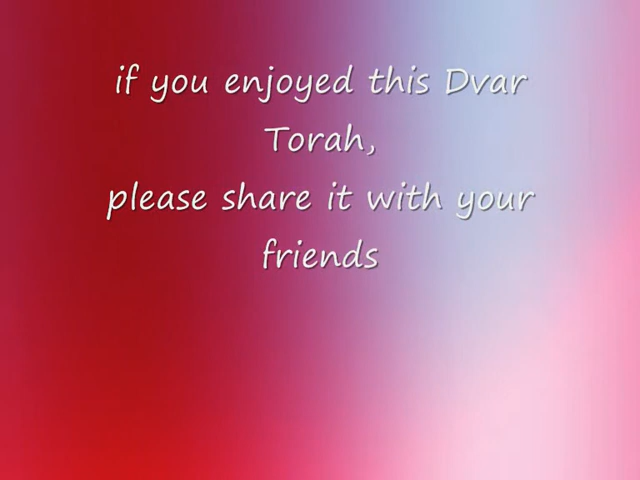 if you enjoyed this Dvar
Torah,
please share it with your
friends